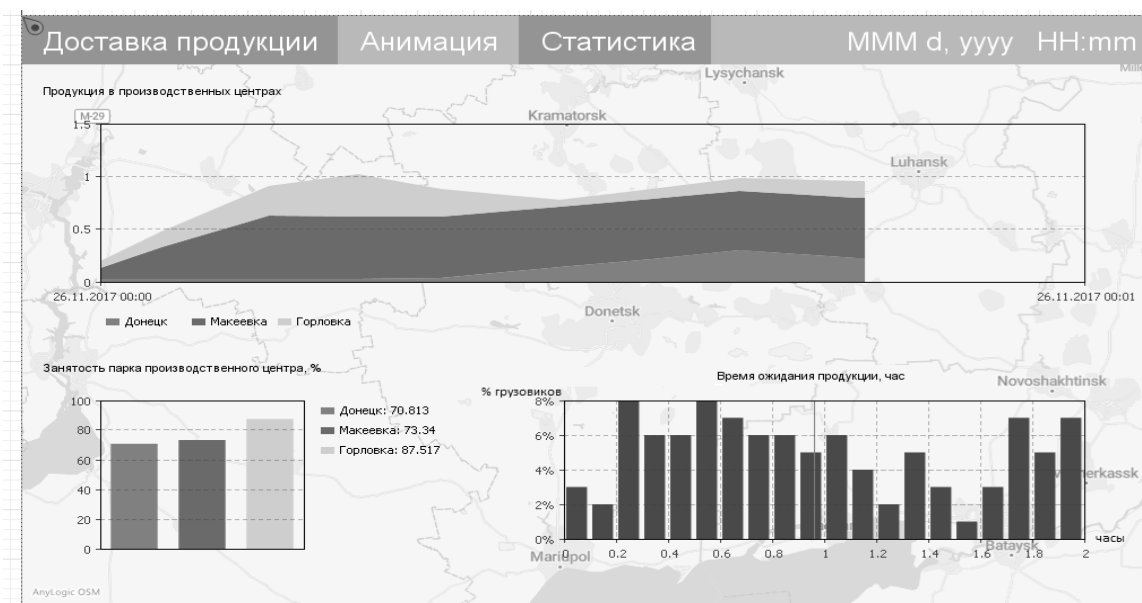 Доставка продукции Анимация Статистика MMM d, yyyy HH:mm
Lysychansk
Продукция в производственных центрах
M-29
Kramatorsk
1.5
Luhansk
1
0.5
0
26.11.2017 00:00 26.11.2017 00:01
Донецк Макеевка Горловка
Donetsk
Занятость парка производственного центра, %
Время ожидания продукции, час
Novoshakhtinsk
% грузовиков
100
80
60
40
20
0
Донецк: 70.813
Макеевка: 73.34
Горловка: 87.517
8%
6%
4%
2%
0%
erkassk
часы
0 0.2 0.4 0.6 0.8 1 1.2 1.4 1.6 1.8 2
Mariupol
Bataysk
AnyLogic OSM